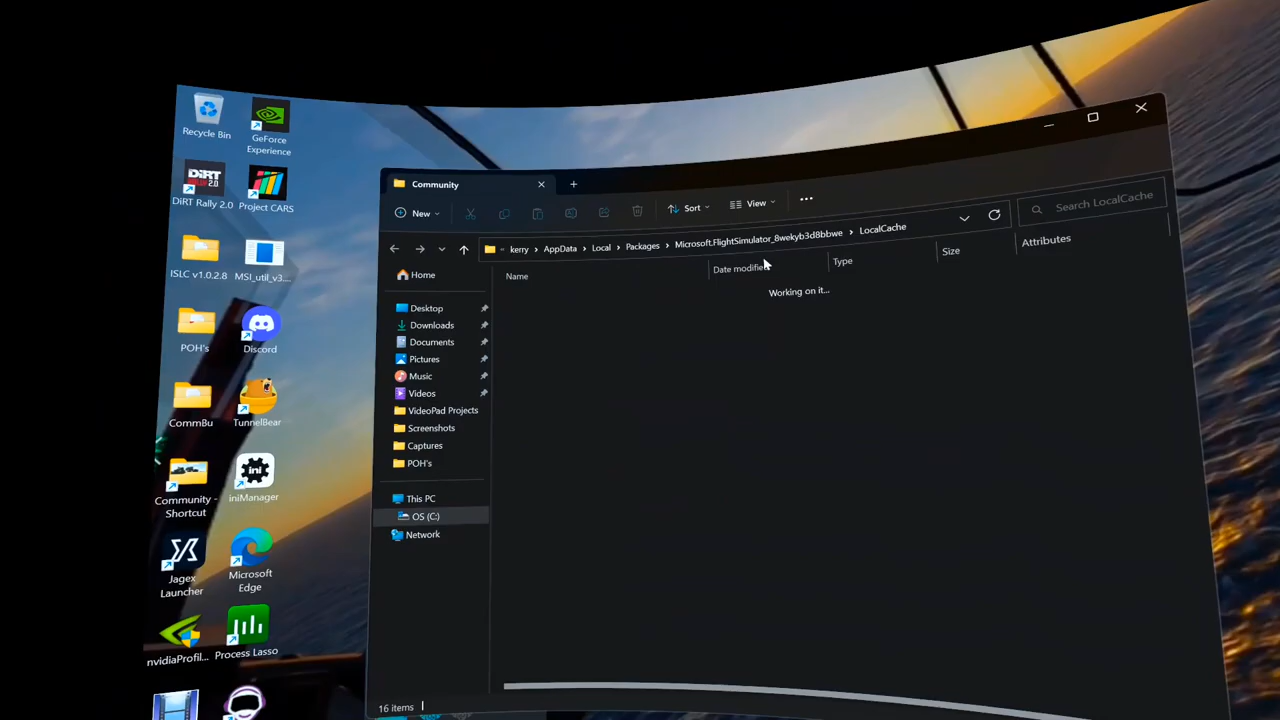 Recycle Bin
GeForce
Experience
DiRT Rally 2.0
Project CARS
ISLC v1.0.2.8
MSI_util_v3....
POH's
Discord
CommBu
TunnelBear
ini
Community -
Shortcut
iniManager
Jagex
Launcher
Microsoft
Edge
nvidiaProfil...
Process Lasso
Community
New
Sort
View
kerry
AppData
Local
Packages
Microsoft.FlightSimulator_8wekyb3d8bbwe
LocalCache
Search LocalCache
Home
Name
Date modified
Type
Size
Attributes
Working on it...
Desktop
Downloads
Documents
Pictures
Music
Videos
VideoPad Projects
Screenshots
Captures
POH's
This PC
OS (C:)
Network
16 items